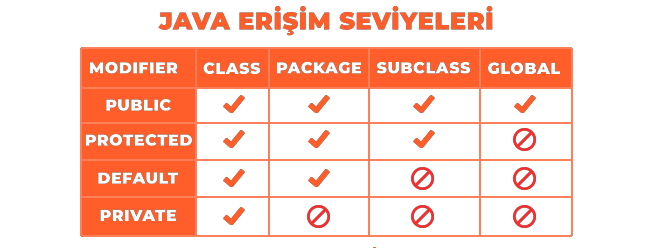 JAVA ERİŞİM SEVİYELERİ
MODIFIER CLASS PACKAGE SUBCLASS GLOBAL
PUBLIC
PROTECTED
DEFAULT
PRIVATE